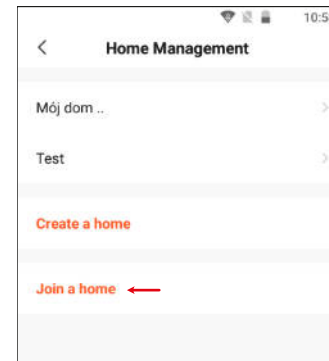 10:5
Home Management
Mój dom ..
Test
Create a home
Join a home